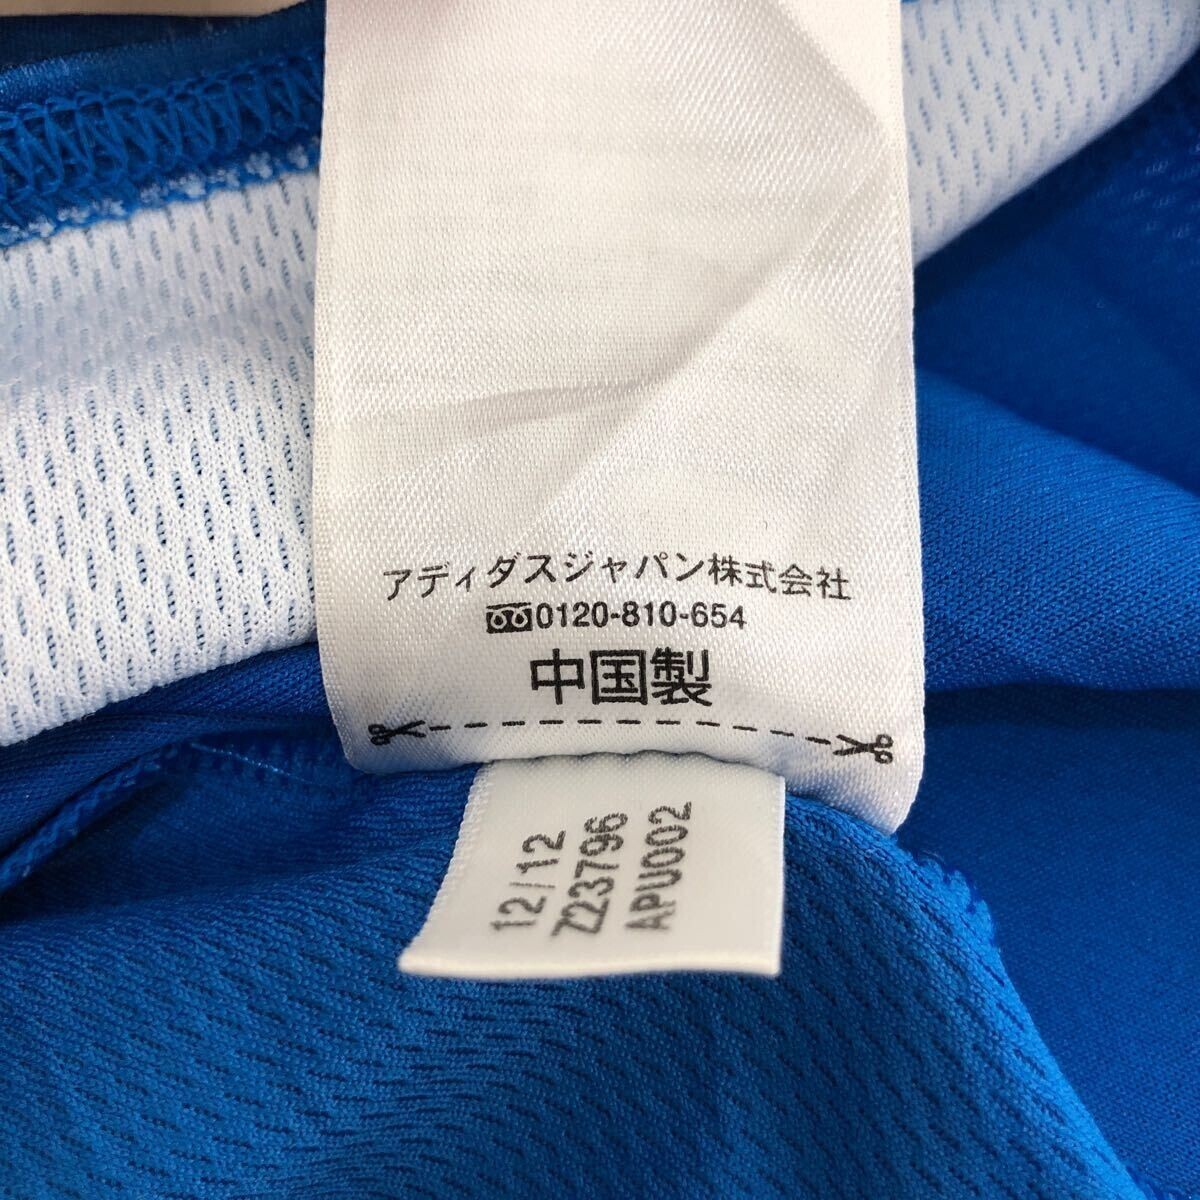 アディダスジャパン株式会社
0120-810-654
中国製
12/12
Z23796
APU002